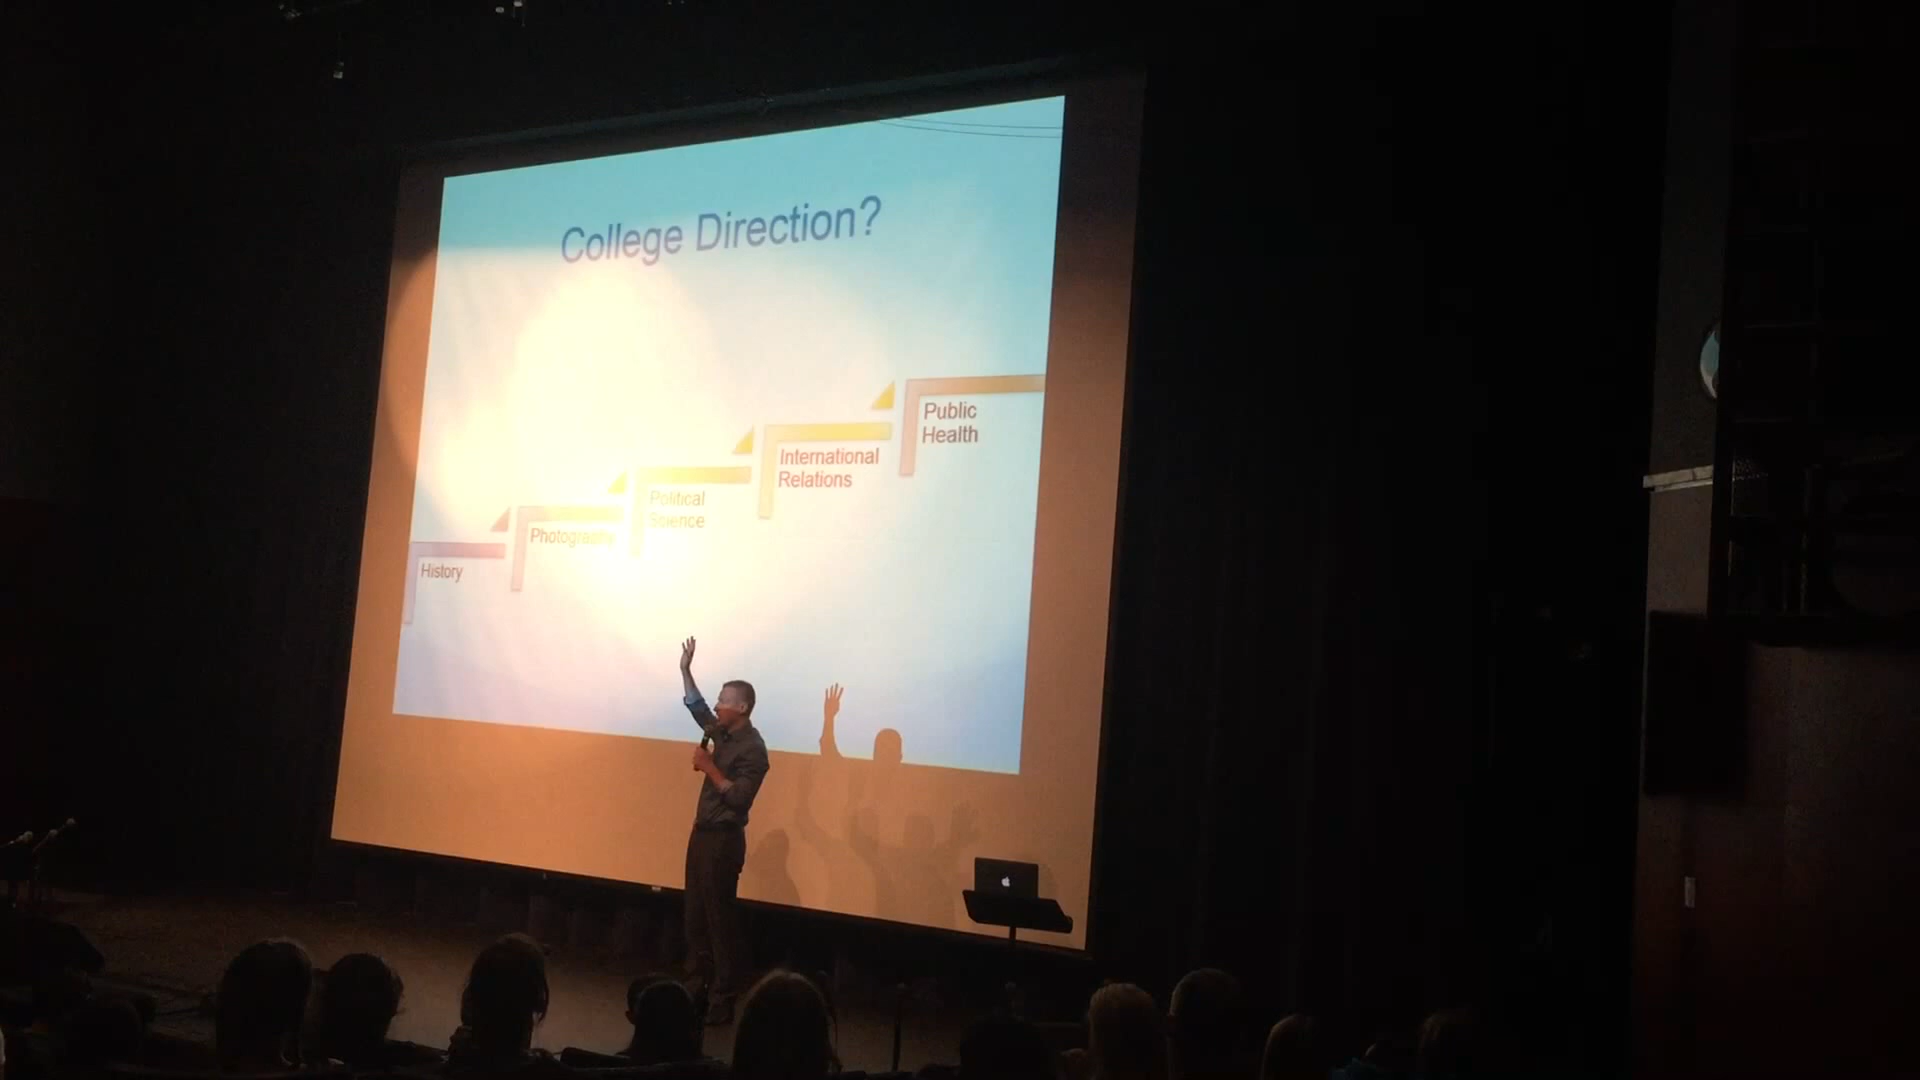 College Direction?
History
Photography
Political
Science
International
Relations
Public
Health